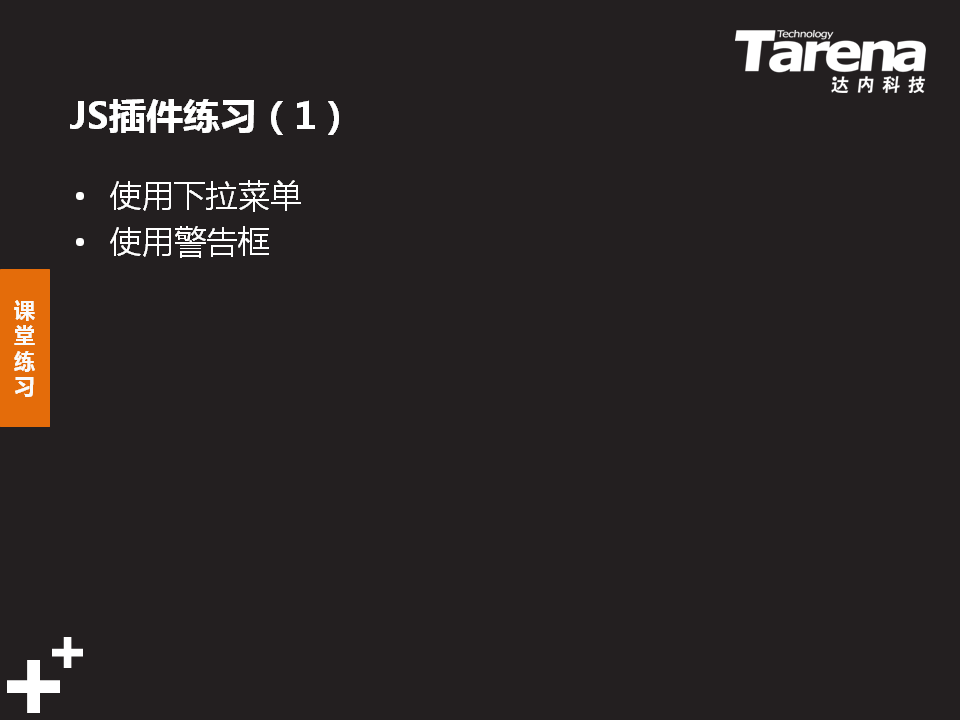 Technology
Tarena
达内科技
JS插件练习（1）
• 使用下拉菜单
• 使用警告框
课堂练习